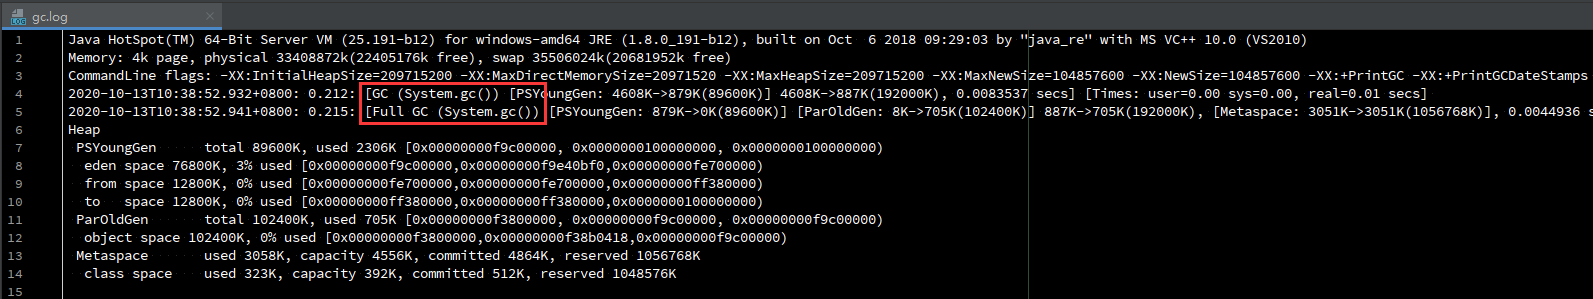 gc.log
1 Java HotSpot(TM) 64-Bit Server VM (25.191-b12) for windows-amd64 JRE (1.8.0_191-b12), built on Oct  6 2018 09:29:03 by "java_re" with MS VC++ 10.0 (VS2010)
2 Memory: 4k page, physical 33408872k(22405176k free), swap 35506024k(20681952k free)
3 CommandLine flags: -XX:InitialHeapSize=209715200 -XX:MaxDirectMemorySize=20971520 -XX:MaxHeapSize=209715200 -XX:MaxNewSize=104857600 -XX:NewSize=104857600 -XX:+PrintGC -XX:+PrintGCDateStamps
4 2020-10-13T10:38:52.932+0800: 0.212: [GC (System.gc()) [PSYoungGen: 4608K->879K(89600K)] 4608K->887K(192000K), 0.0083537 secs] [Times: user=0.00 sys=0.00, real=0.01 secs]
5 2020-10-13T10:38:52.941+0800: 0.215: [Full GC (System.gc()) [PSYoungGen: 879K->0K(89600K)] [ParOldGen: 8K->705K(102400K)] 887K->705K(192000K), [Metaspace: 3051K->3051K(1056768K)], 0.0044936 s
6 Heap
7  PSYoungGen      total 89600K, used 2306K [0x00000000f9c00000, 0x0000000100000000, 0x0000000100000000)
8   eden space 76800K, 3% used [0x00000000f9c00000,0x00000000f9e40bf0,0x00000000fe700000)
9   from space 12800K, 0% used [0x00000000fe700000,0x00000000fe700000,0x00000000ff380000)
10   to   space 12800K, 0% used [0x00000000ff380000,0x00000000ff380000,0x0000000100000000)
11  ParOldGen       total 102400K, used 705K [0x00000000f3800000, 0x00000000f9c00000, 0x00000000f9c00000)
12   object space 102400K, 0% used [0x00000000f3800000,0x00000000f38b0418,0x00000000f9c00000)
13  Metaspace       used 3058K, capacity 4556K, committed 4864K, reserved 1056768K
14   class space    used 323K, capacity 392K, committed 512K, reserved 1048576K
15